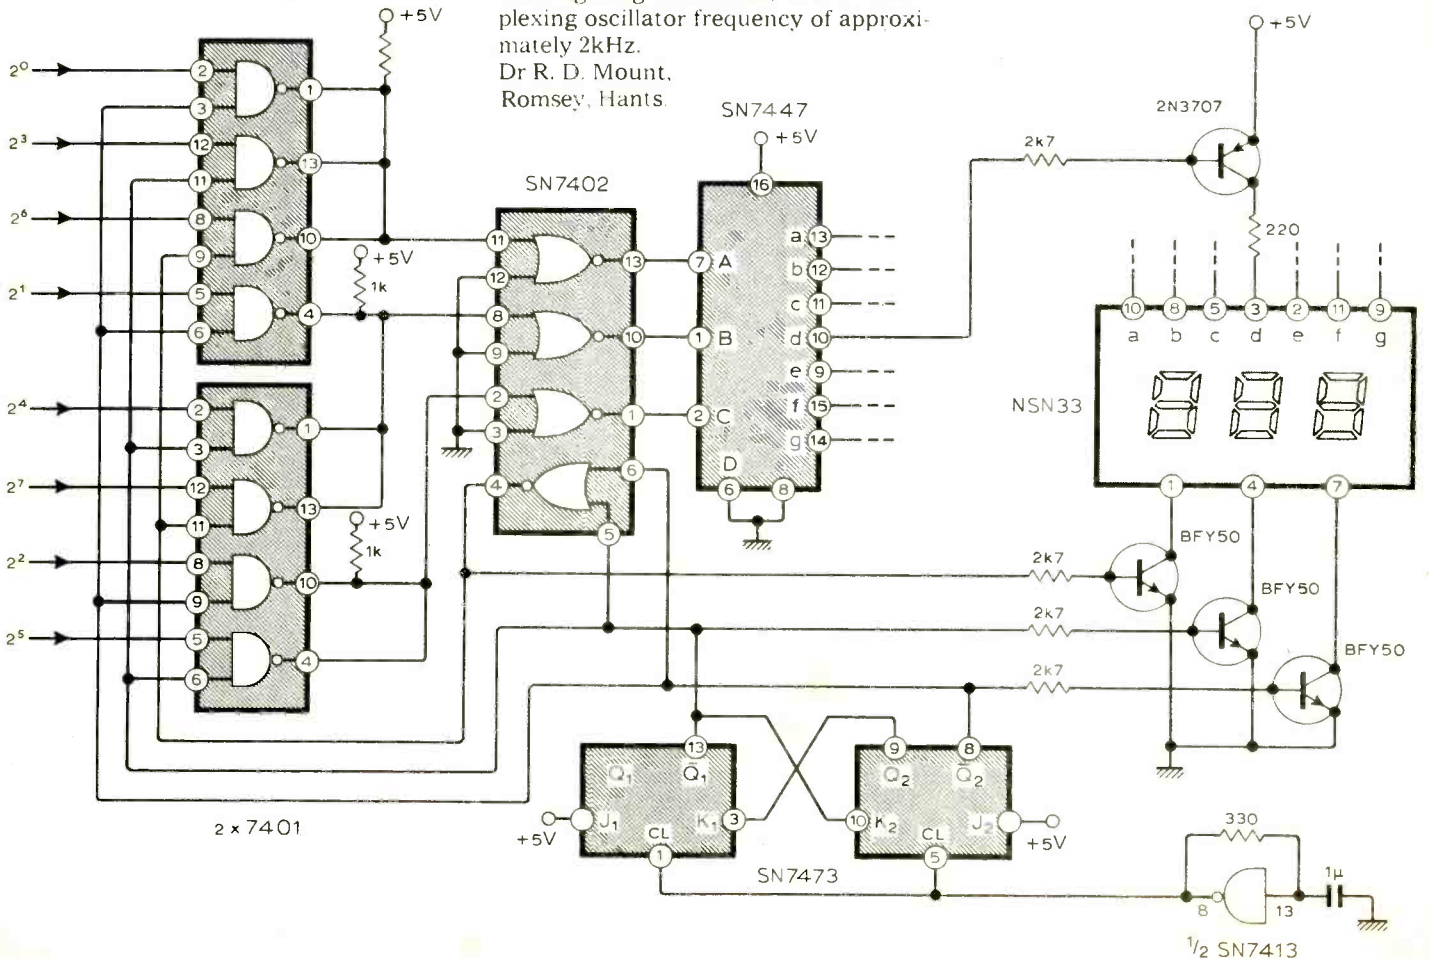 plexing oscillator frequency of approxi-
mately 2kHz.
Dr R. D. Mount,
Romsey, Hants.
+5V
+5V
2⁰
2
3
1
2³
12
11
13
2⁶
8
9
10
2¹
5
6
4
+5V
1k
2⁴
2
3
1
2⁷
12
11
13
2²
8
9
10
2⁵
5
6
4
+5V
1k
2 x 7401
SN7402
11
12
13
8
9
10
2
3
1
4
6
5
SN7447
+5V
16
7 A
1 B
2 C
D
6
8
a 13
b 12
c 11
d 10
e 9
f 15
g 14
2k7
2N3707
220
NSN33
10
8
5
3
2
11
9
a
b
c
d
e
f
g
1
4
7
2k7
BFY50
2k7
BFY50
2k7
BFY50
13
Q₁
Q̄₁
J₁
K₁
3
CL
1
+5V
SN7473
9
8
Q₂
Q̄₂
10
K₂
J₂
CL
5
+5V
330
8
13
1μ
1/2 SN7413